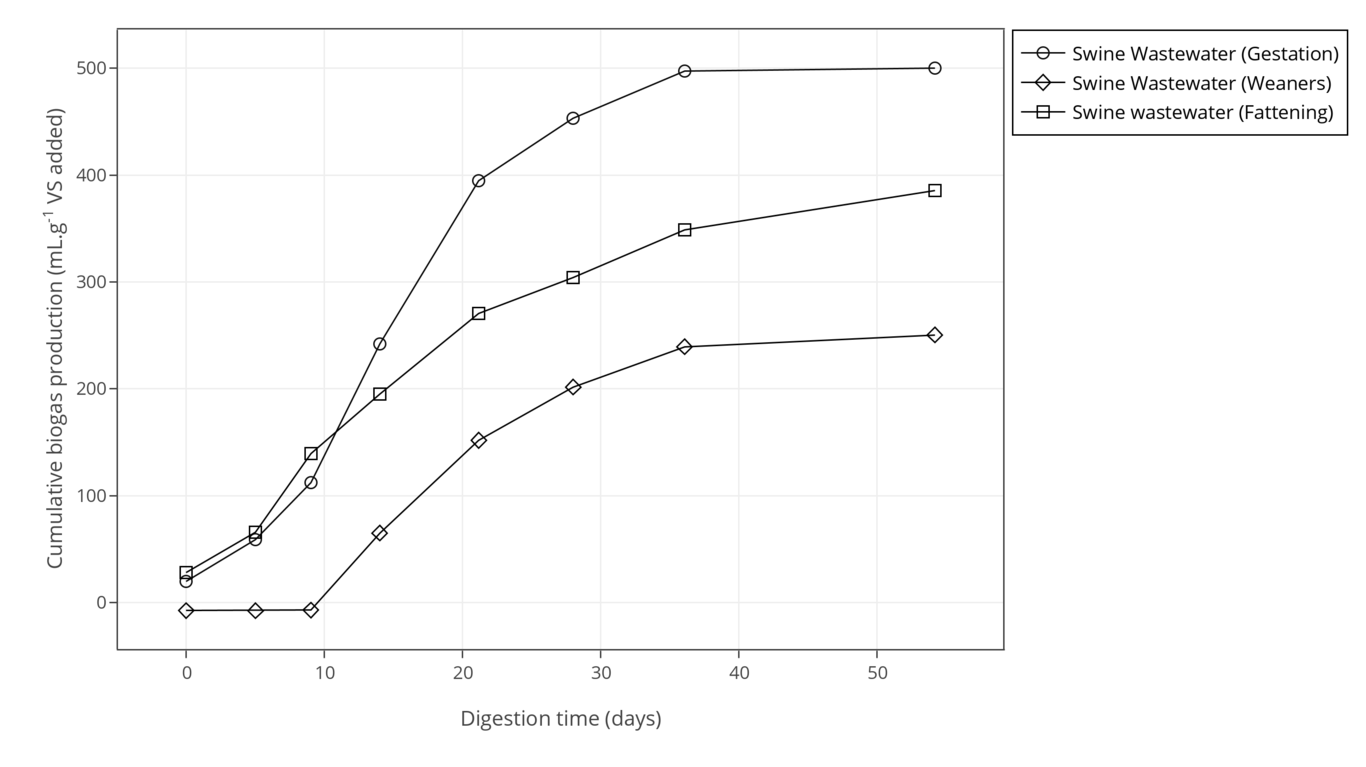 Swine Wastewater (Gestation)
Swine Wastewater (Weaners)
Swine wastewater (Fattening)
Cumulative biogas production (mL.g⁻¹ VS added)
500
400
300
200
100
0
0 10 20 30 40 50
Digestion time (days)